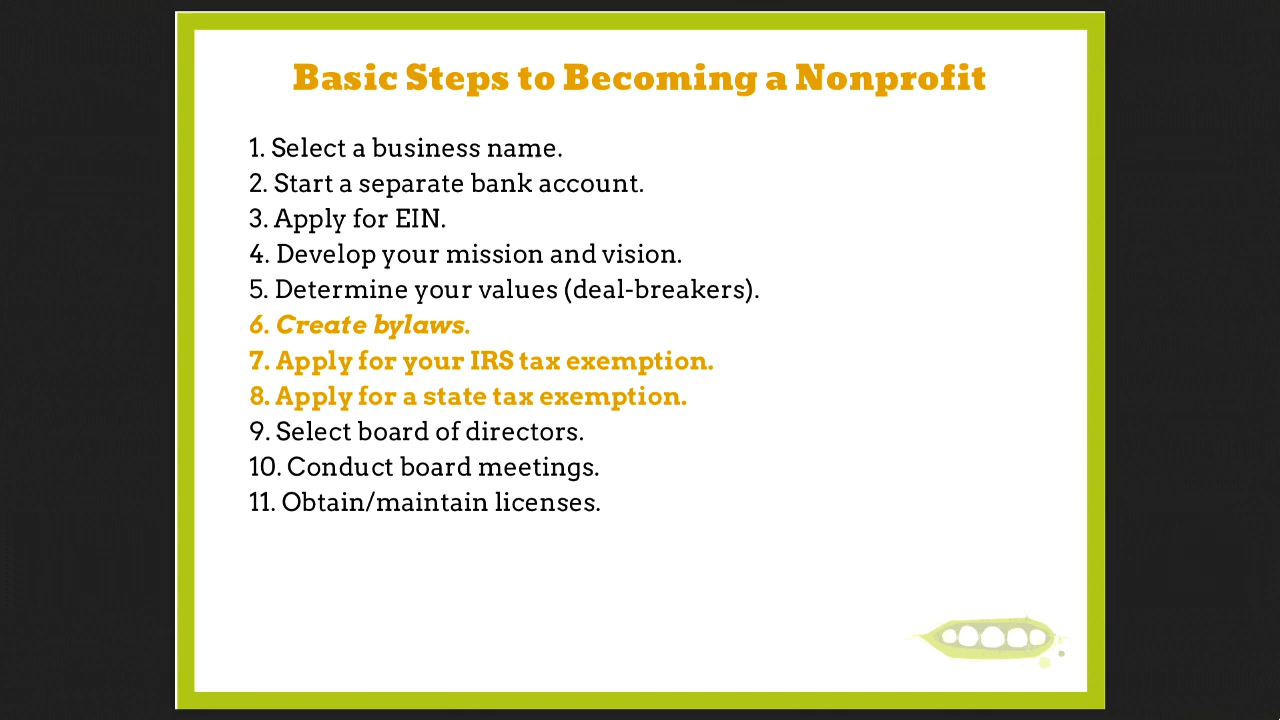 Basic Steps to Becoming a Nonprofit
1. Select a business name.
2. Start a separate bank account.
3. Apply for EIN.
4. Develop your mission and vision.
5. Determine your values (deal-breakers).
6. Create bylaws.
7. Apply for your IRS tax exemption.
8. Apply for a state tax exemption.
9. Select board of directors.
10. Conduct board meetings.
11. Obtain/maintain licenses.